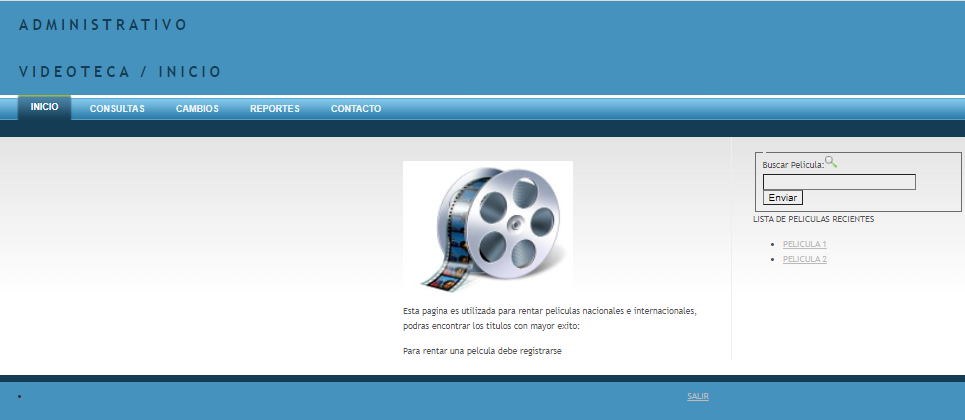 ADMINISTRATIVO
VIDEOTECA / INICIO
INICIO CONSULTAS CAMBIOS REPORTES CONTACTO
Buscar Pelicula:
Enviar
LISTA DE PELICULAS RECIENTES
PELICULA 1
PELICULA 2
Esta pagina es utilizada para rentar peliculas nacionales e internacionales,
podras encontrar los titulos con mayor exito:
Para rentar una pelcula debe registrarse
SALIR